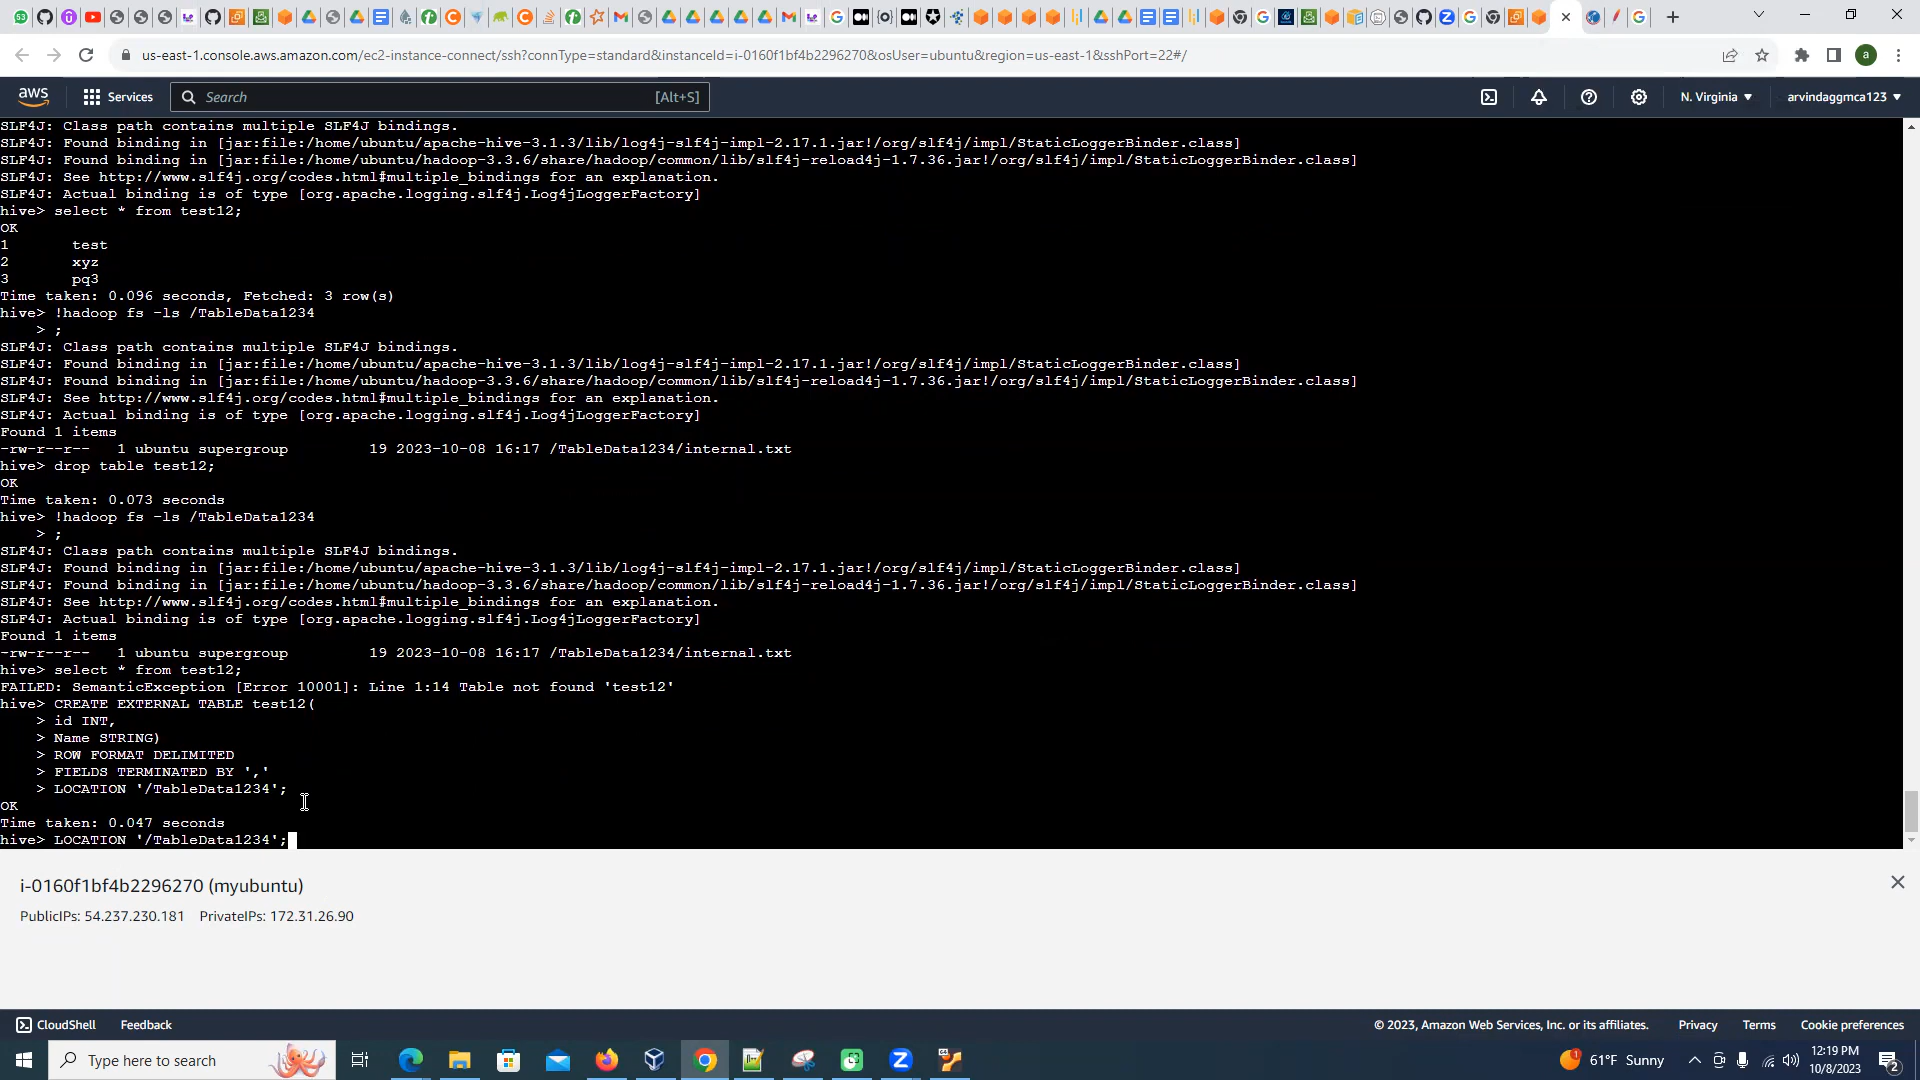 us-east-1.console.aws.amazon.com/ec2-instance-connect/ssh?connType=standard&instanceId=i-0160f1bf4b2296270&osUser=ubuntu&region=us-east-1&sshPort=22#/
a
aws Services Search [Alt+S] N. Virginia arvindaggmca123
SLF4J: Class path contains multiple SLF4J bindings.
SLF4J: Found binding in [jar:file:/home/ubuntu/apache-hive-3.1.3/lib/log4j-slf4j-impl-2.17.1.jar!/org/slf4j/impl/StaticLoggerBinder.class]
SLF4J: Found binding in [jar:file:/home/ubuntu/hadoop-3.3.6/share/hadoop/common/lib/slf4j-reload4j-1.7.36.jar!/org/slf4j/impl/StaticLoggerBinder.class]
SLF4J: See http://www.slf4j.org/codes.html#multiple_bindings for an explanation.
SLF4J: Actual binding is of type [org.apache.logging.slf4j.Log4jLoggerFactory]
hive> select * from test12;
OK
1 test
2 xyz
3 pq3
Time taken: 0.096 seconds, Fetched: 3 row(s)
hive> !hadoop fs -ls /TableData1234
> ;
SLF4J: Class path contains multiple SLF4J bindings.
SLF4J: Found binding in [jar:file:/home/ubuntu/apache-hive-3.1.3/lib/log4j-slf4j-impl-2.17.1.jar!/org/slf4j/impl/StaticLoggerBinder.class]
SLF4J: Found binding in [jar:file:/home/ubuntu/hadoop-3.3.6/share/hadoop/common/lib/slf4j-reload4j-1.7.36.jar!/org/slf4j/impl/StaticLoggerBinder.class]
SLF4J: See http://www.slf4j.org/codes.html#multiple_bindings for an explanation.
SLF4J: Actual binding is of type [org.apache.logging.slf4j.Log4jLoggerFactory]
Found 1 items
-rw-r--r-- 1 ubuntu supergroup 19 2023-10-08 16:17 /TableData1234/internal.txt
hive> drop table test12;
OK
Time taken: 0.073 seconds
hive> !hadoop fs -ls /TableData1234
> ;
SLF4J: Class path contains multiple SLF4J bindings.
SLF4J: Found binding in [jar:file:/home/ubuntu/apache-hive-3.1.3/lib/log4j-slf4j-impl-2.17.1.jar!/org/slf4j/impl/StaticLoggerBinder.class]
SLF4J: Found binding in [jar:file:/home/ubuntu/hadoop-3.3.6/share/hadoop/common/lib/slf4j-reload4j-1.7.36.jar!/org/slf4j/impl/StaticLoggerBinder.class]
SLF4J: See http://www.slf4j.org/codes.html#multiple_bindings for an explanation.
SLF4J: Actual binding is of type [org.apache.logging.slf4j.Log4jLoggerFactory]
Found 1 items
-rw-r--r-- 1 ubuntu supergroup 19 2023-10-08 16:17 /TableData1234/internal.txt
hive> select * from test12;
FAILED: SemanticException [Error 10001]: Line 1:14 Table not found 'test12'
hive> CREATE EXTERNAL TABLE test12(
> id INT,
> Name STRING)
> ROW FORMAT DELIMITED
> FIELDS TERMINATED BY ','
> LOCATION '/TableData1234';
OK
Time taken: 0.047 seconds
hive> LOCATION '/TableData1234';
i-0160f1bf4b2296270 (myubuntu)
PublicIPs: 54.237.230.181 PrivateIPs: 172.31.26.90
CloudShell Feedback © 2023, Amazon Web Services, Inc. or its affiliates. Privacy Terms Cookie preferences
Type here to search 1 61°F Sunny 12:19 PM
10/8/2023 2